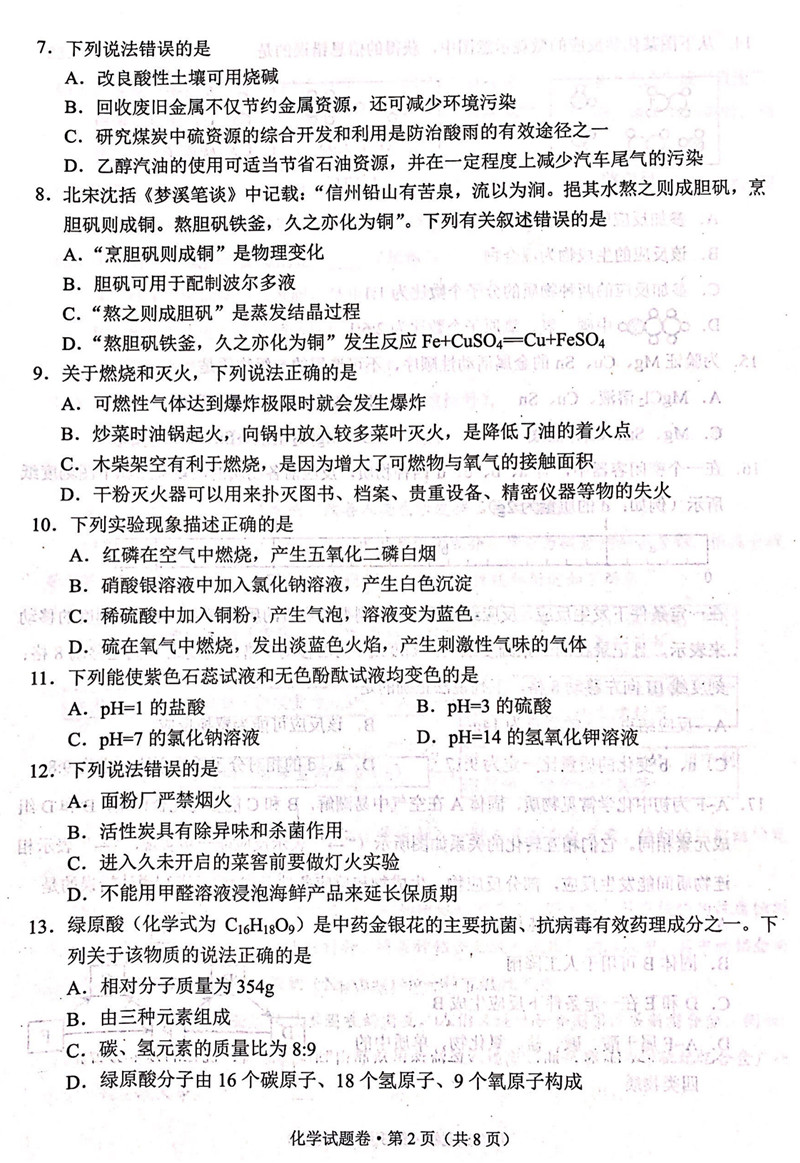 7．下列说法错误的是
A．改良酸性土壤可用烧碱
B．回收废旧金属不仅节约金属资源，还可减少环境污染
C．研究煤炭中硫资源的综合开发和利用是防治酸雨的有效途径之一
D．乙醇汽油的使用可适当节省石油资源，并在一定程度上减少汽车尾气的污染
8．北宋沈括《梦溪笔谈》中记载：“信州铅山有苦泉，流以为涧。挹其水熬之则成胆矾，烹
胆矾则成铜。熬胆矾铁釜，久之亦化为铜”。下列有关叙述错误的是
A．“烹胆矾则成铜”是物理变化
B．胆矾可用于配制波尔多液
C．“熬之则成胆矾”是蒸发结晶过程
D．“熬胆矾铁釜，久之亦化为铜”发生反应 Fe+CuSO₄═Cu+FeSO₄
9．关于燃烧和灭火，下列说法正确的是
A．可燃性气体达到爆炸极限时就会发生爆炸
B．炒菜时油锅起火，向锅中放入较多菜叶灭火，是降低了油的着火点
C．木柴架空有利于燃烧，是因为增大了可燃物与氧气的接触面积
D．干粉灭火器可以用来扑灭图书、档案、贵重设备、精密仪器等物的失火
10．下列实验现象描述正确的是
A．红磷在空气中燃烧，产生五氧化二磷白烟
B．硝酸银溶液中加入氯化钠溶液，产生白色沉淀
C．稀硫酸中加入铜粉，产生气泡，溶液变为蓝色
D．硫在氧气中燃烧，发出淡蓝色火焰，产生刺激性气味的气体
11．下列能使紫色石蕊试液和无色酚酞试液均变色的是
A．pH=1 的盐酸 B．pH=3 的硫酸
C．pH=7 的氯化钠溶液 D．pH=14 的氢氧化钾溶液
12．下列说法错误的是
A．面粉厂严禁烟火
B．活性炭具有除异味和杀菌作用
C．进入久未开启的菜窖前要做灯火实验
D．不能用甲醛溶液浸泡海鲜产品来延长保质期
13．绿原酸（化学式为 C₁₆H₁₈O₉）是中药金银花的主要抗菌、抗病毒有效药理成分之一。下
列关于该物质的说法正确的是
A．相对分子质量为 354g
B．由三种元素组成
C．碳、氢元素的质量比为 8:9
D．绿原酸分子由 16 个碳原子、18 个氢原子、9 个氧原子构成
化学试题卷·第 2 页（共 8 页）